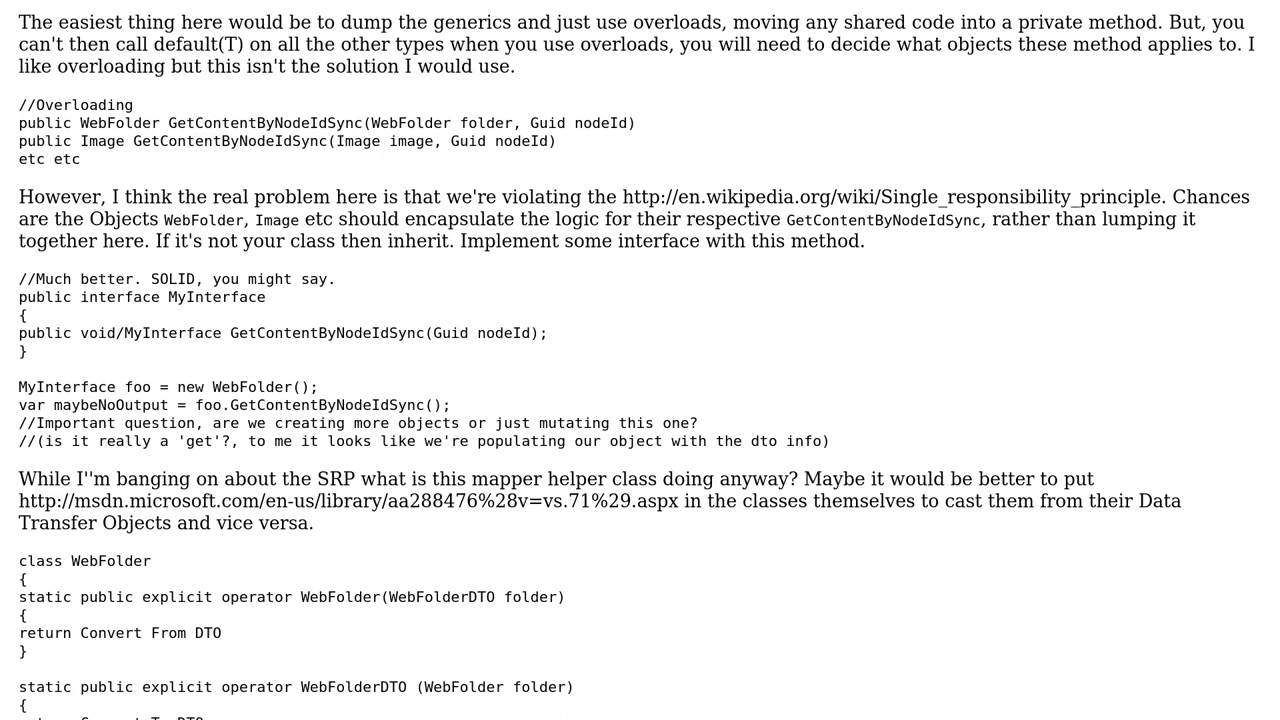 The easiest thing here would be to dump the generics and just use overloads, moving any shared code into a private method. But, you
can't then call default(T) on all the other types when you use overloads, you will need to decide what objects these method applies to. I
like overloading but this isn't the solution I would use.
//Overloading
public WebFolder GetContentByNodeIdSync(WebFolder folder, Guid nodeId)
public Image GetContentByNodeIdSync(Image image, Guid nodeId)
etc etc
However, I think the real problem here is that we're violating the http://en.wikipedia.org/wiki/Single_responsibility_principle. Chances
are the Objects WebFolder, Image etc should encapsulate the logic for their respective GetContentByNodeIdSync, rather than lumping it
together here. If it's not your class then inherit. Implement some interface with this method.
//Much better. SOLID, you might say.
public interface MyInterface
{
public void/MyInterface GetContentByNodeIdSync(Guid nodeId);
}
MyInterface foo = new WebFolder();
var maybeNoOutput = foo.GetContentByNodeIdSync();
//Important question, are we creating more objects or just mutating this one?
//(is it really a 'get'?, to me it looks like we're populating our object with the dto info)
While I''m banging on about the SRP what is this mapper helper class doing anyway? Maybe it would be better to put
http://msdn.microsoft.com/en-us/library/aa288476%28v=vs.71%29.aspx in the classes themselves to cast them from their Data
Transfer Objects and vice versa.
class WebFolder
{
static public explicit operator WebFolder(WebFolderDTO folder)
{
return Convert From DTO
}
static public explicit operator WebFolderDTO (WebFolder folder)
{